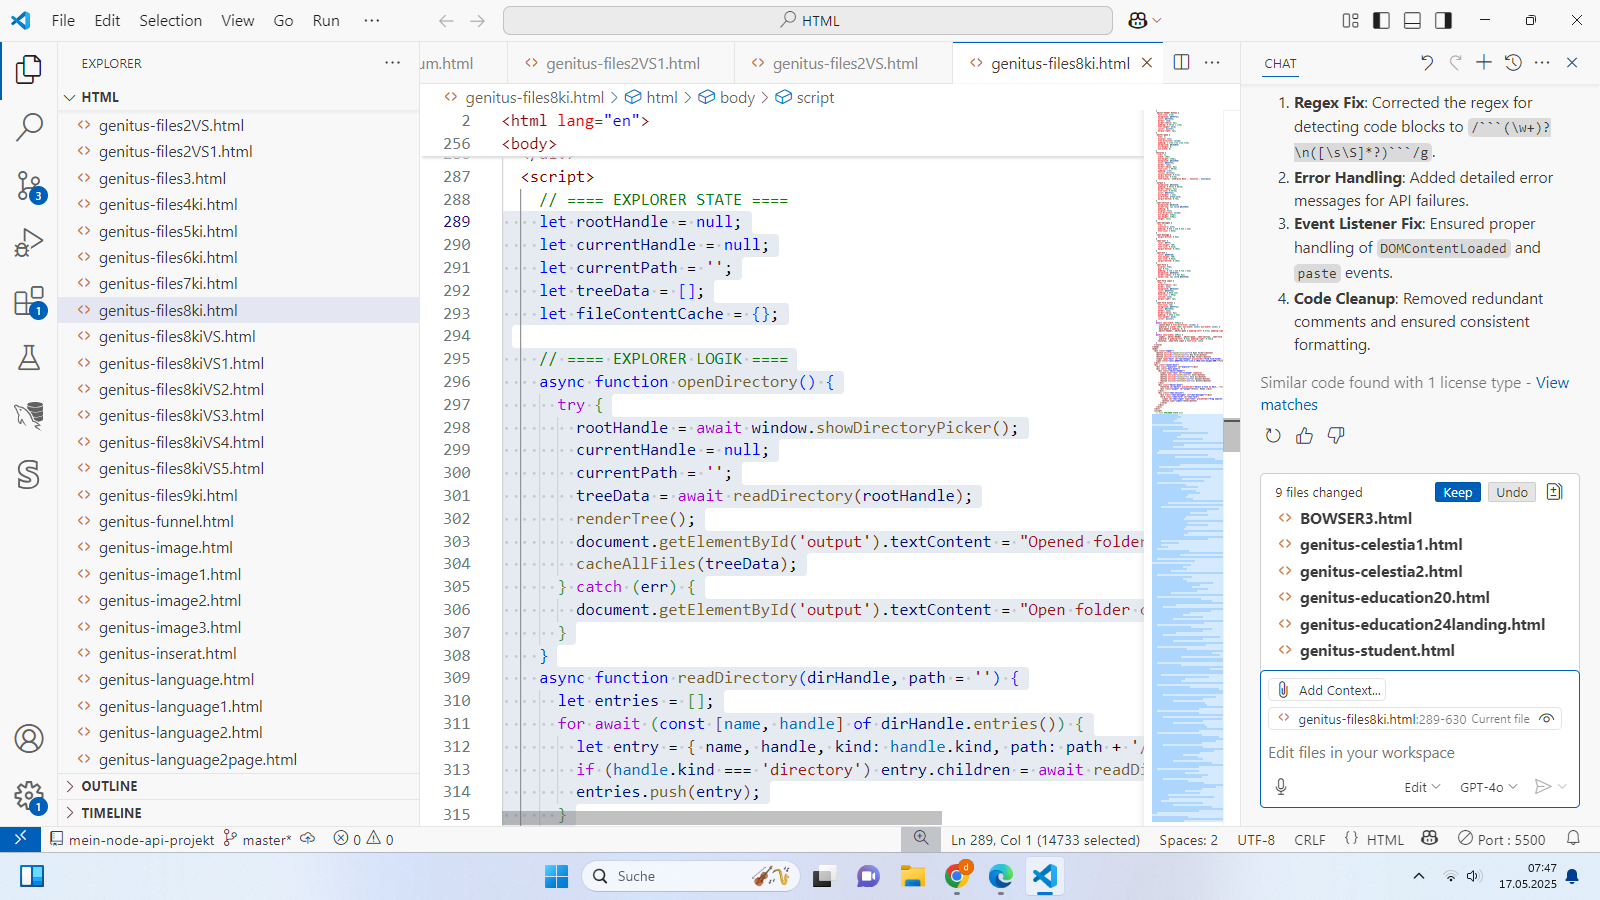 File Edit Selection View Go Run ···
HTML
EXPLORER ···
HTML
genitus-files2VS.html
genitus-files2VS1.html
genitus-files3.html
genitus-files4ki.html
genitus-files5ki.html
genitus-files6ki.html
genitus-files7ki.html
genitus-files8ki.html
genitus-files8kiVS.html
genitus-files8kiVS1.html
genitus-files8kiVS2.html
genitus-files8kiVS3.html
genitus-files8kiVS4.html
genitus-files8kiVS5.html
genitus-files9ki.html
genitus-funnel.html
genitus-image.html
genitus-image1.html
genitus-image2.html
genitus-image3.html
genitus-inserat.html
genitus-language.html
genitus-language1.html
genitus-language2.html
genitus-language2page.html
OUTLINE
TIMELINE
3
1
1
um.html genitus-files2VS1.html genitus-files2VS.html genitus-files8ki.html ···
genitus-files8ki.html > html > body > script
2 <html lang="en">
256 <body>
287 <script>
288 // ==== EXPLORER STATE ====
289 let rootHandle = null;
290 let currentHandle = null;
291 let currentPath = '';
292 let treeData = [];
293 let fileContentCache = {};
294
295 // ==== EXPLORER LOGIK ====
296 async function openDirectory() {
297 try {
298 rootHandle = await window.showDirectoryPicker();
299 currentHandle = null;
300 currentPath = '';
301 treeData = await readDirectory(rootHandle);
302 renderTree();
303 document.getElementById('output').textContent = "Opened folder
304 cacheAllFiles(treeData);
305 } catch (err) {
306 document.getElementById('output').textContent = "Open folder
307 }
308 }
309 async function readDirectory(dirHandle, path = '') {
310 let entries = [];
311 for await (const [name, handle] of dirHandle.entries()) {
312 let entry = { name, handle, kind: handle.kind, path: path + '/
313 if (handle.kind === 'directory') entry.children = await readDi
314 entries.push(entry);
315 }
CHAT ···
1. Regex Fix: Corrected the regex for
detecting code blocks to /```(\w+)?
\n([\s\S]*?)```/g.
2. Error Handling: Added detailed error
messages for API failures.
3. Event Listener Fix: Ensured proper
handling of DOMContentLoaded and
paste events.
4. Code Cleanup: Removed redundant
comments and ensured consistent
formatting.
Similar code found with 1 license type - View
matches
9 files changed Keep Undo
BOWSER3.html
genitus-celestia1.html
genitus-celestia2.html
genitus-education20.html
genitus-education24landing.html
genitus-student.html
Add Context...
genitus-files8ki.html:289-630 Current file
Edit files in your workspace
Edit GPT-4o
mein-node-api-projekt master* 0 0 Ln 289, Col 1 (14733 selected) Spaces: 2 UTF-8 CRLF {} HTML Port : 5500
Suche
d
07:47
17.05.2025